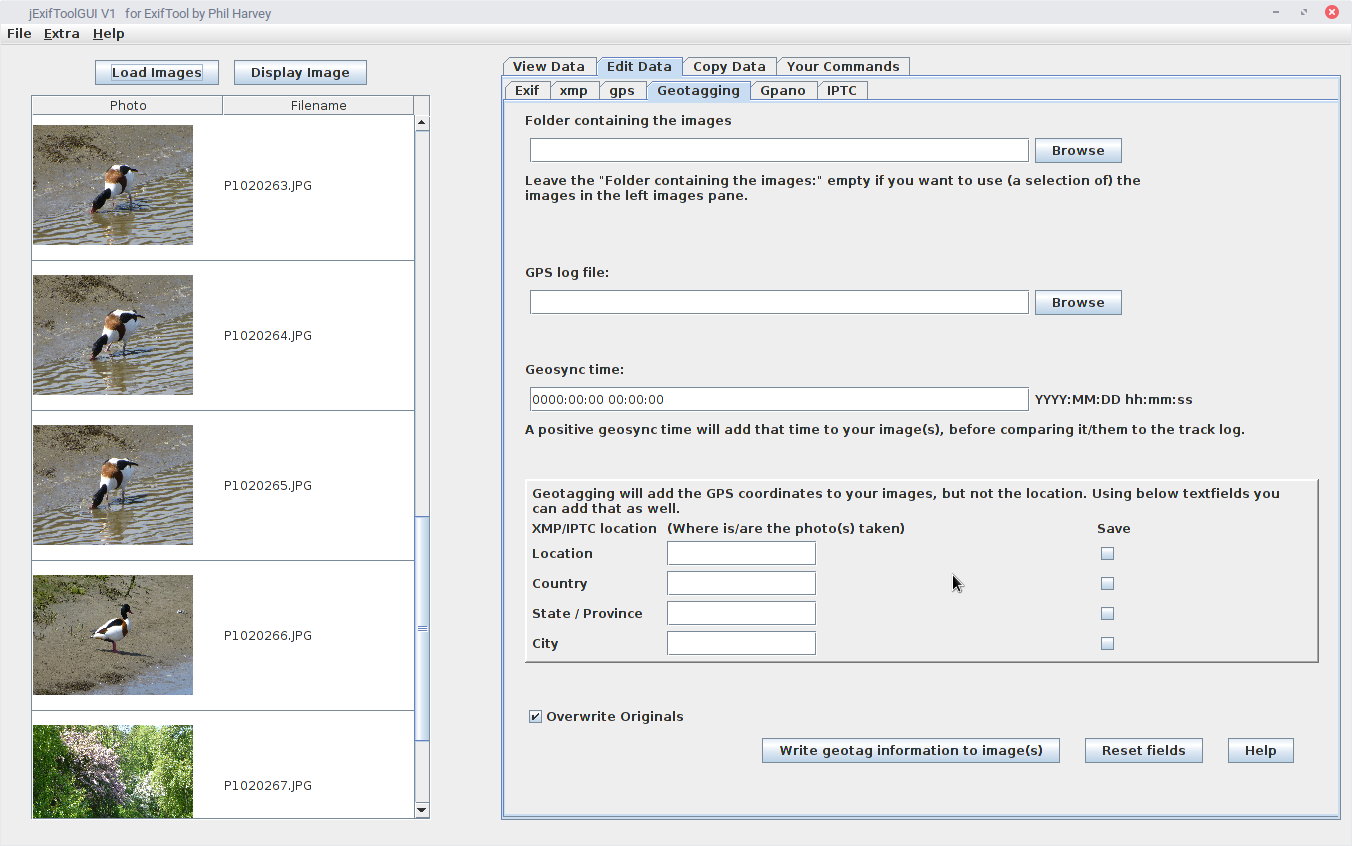 jExifToolGUI V1 for ExifTool by Phil Harvey
File Extra Help
Load Images Display Image
Photo Filename
P1020263.JPG
P1020264.JPG
P1020265.JPG
P1020266.JPG
P1020267.JPG
View Data Edit Data Copy Data Your Commands
Exif xmp gps Geotagging Gpano IPTC
Folder containing the images
Browse
Leave the "Folder containing the images:" empty if you want to use (a selection of) the
images in the left images pane.
GPS log file:
Browse
Geosync time:
0000:00:00 00:00:00 YYYY:MM:DD hh:mm:ss
A positive geosync time will add that time to your image(s), before comparing it/them to the track log.
Geotagging will add the GPS coordinates to your images, but not the location. Using below textfields you
can add that as well.
XMP/IPTC location (Where is/are the photo(s) taken) Save
Location
Country
State / Province
City
Overwrite Originals
Write geotag information to image(s) Reset fields Help